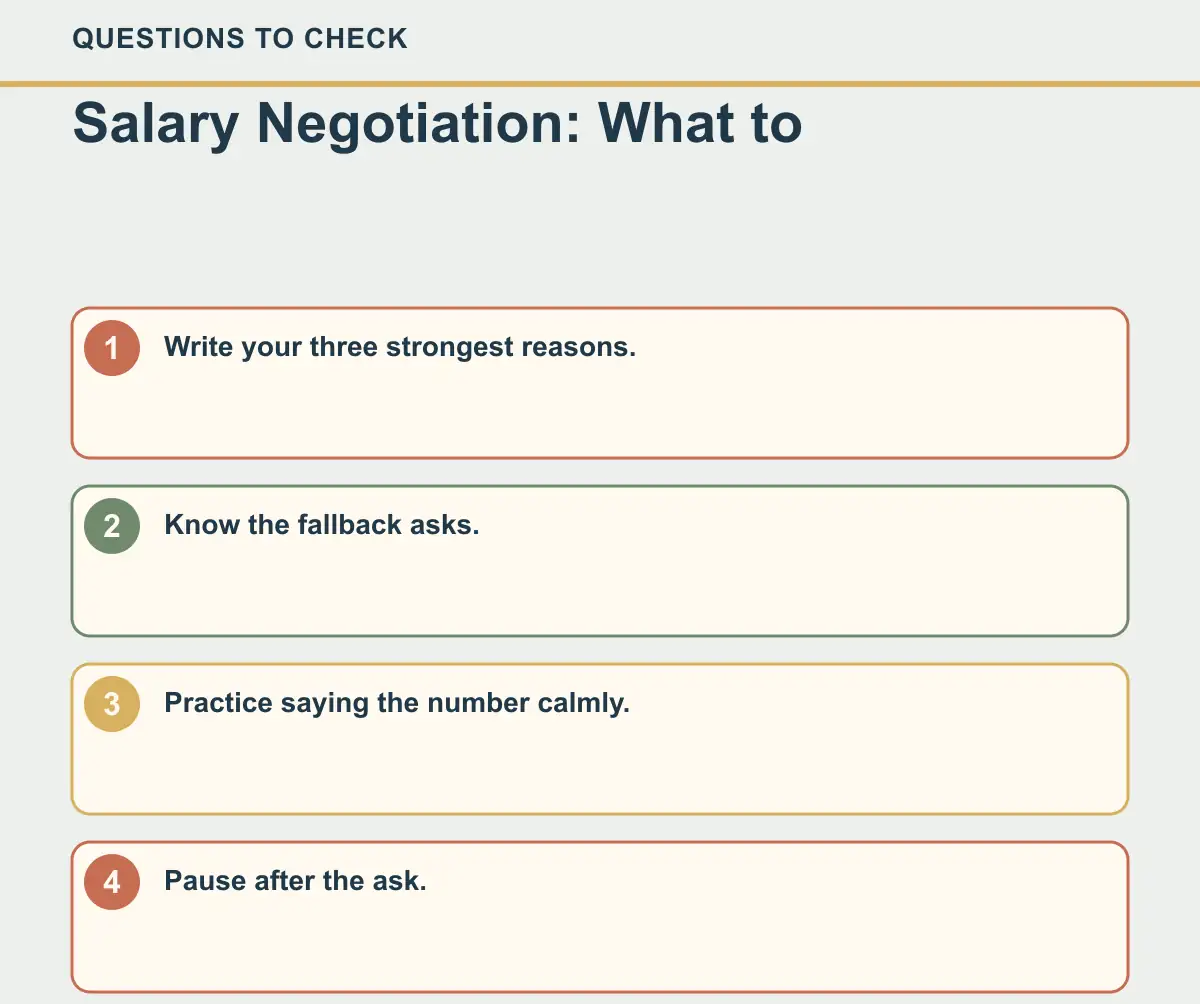 QUESTIONS TO CHECK
Salary Negotiation: What to
1 Write your three strongest reasons.
2 Know the fallback asks.
3 Practice saying the number calmly.
4 Pause after the ask.